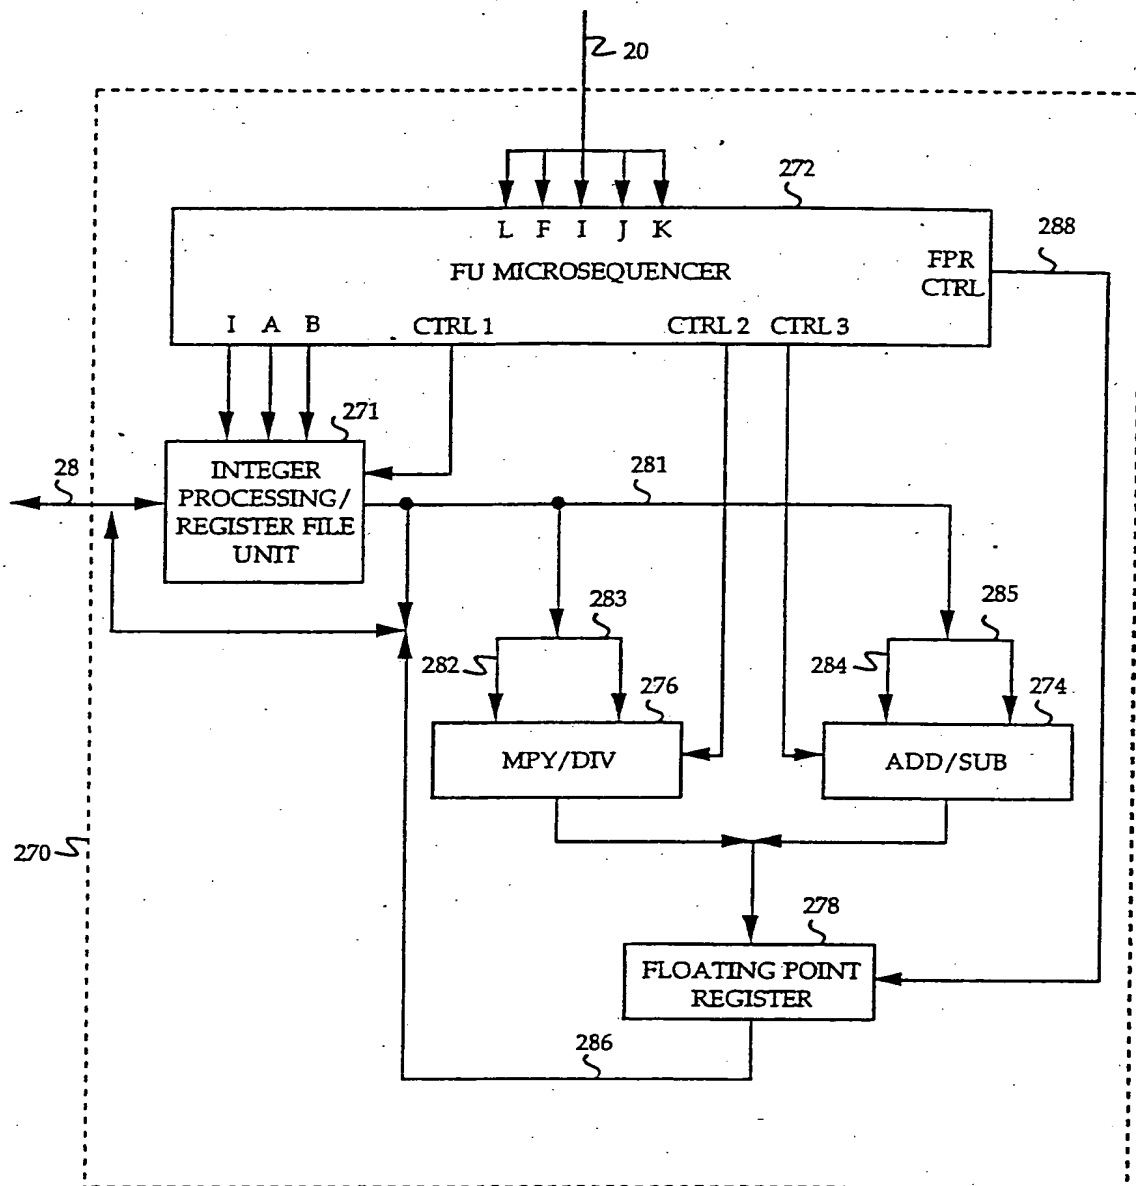 20
272
L F I J K
288
FU MICROSEQUENCER
FPR
CTRL
I A B CTRL 1 CTRL 2 CTRL 3
271
28
INTEGER
PROCESSING/
REGISTER FILE
UNIT
281
283
285
282
284
276
274
MPY/DIV
ADD/SUB
270
278
FLOATING POINT
REGISTER
286